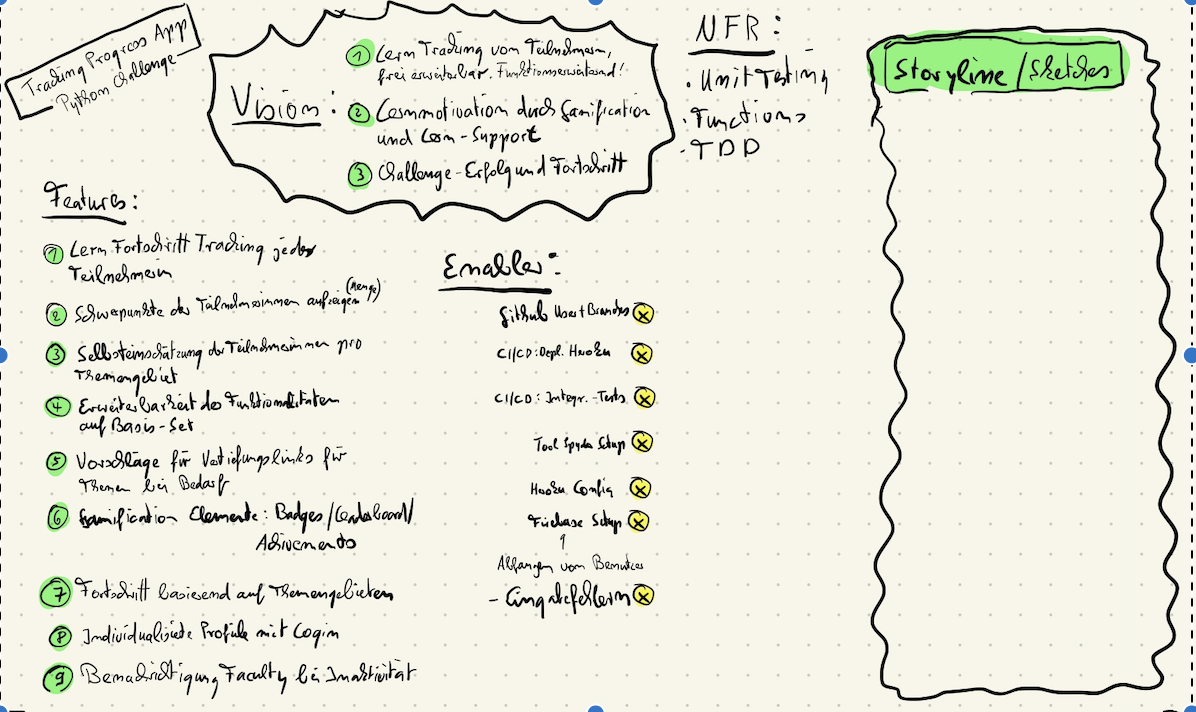 Trading Progress App
Python Challenge
Vision:
1 Lern Trading vom Teilnehmern,
frei erweiterbar, Funktionserweiternd!
2 Lernmotivation durch Gamification
und Lern-Support
3 Challenge-Erfolg und Fortschritt
NFR:
· Unit Testing
· Functions
· TDD
Storyline / Sketches
Features:
1 Lern Fortschritt Trading jedes
Teilnehmern
2 Schwerpunkte der Teilnehmerinnen aufzeigen (Menge)
3 Selbsteinschätzung der Teilnehmerinnen pro
Themengebiet
4 Erweiterbarkeit der Funktionalitäten
auf Basis-Set
5 Vorschläge für Vertiefungslinks für
Themen bei Bedarf
6 Gamification Elemente: Badges/Leaderboard/
Achivements
7 Fortschritt basierend auf Themengebieten
8 Individualisierte Profile mit Login
9 Benachrichtigung Faculty bei Inaktivität
Enabler:
Github User+Branches
CI/CD: Depl. Heroku
CI/CD: Integr.-Tests
Tool Spyder Setup
Heroku Config
Firebase Setup
Abfangen von Benutzer
- Eingabefehlern